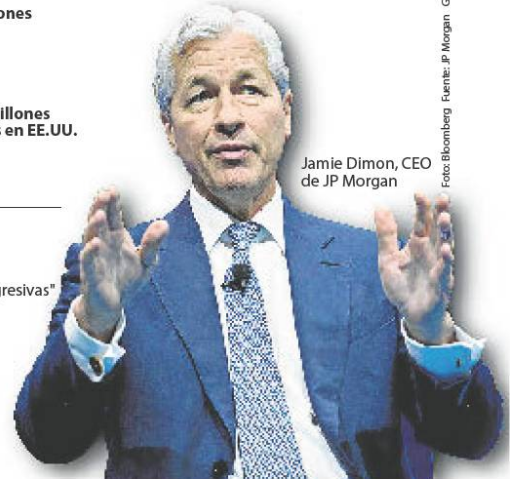 ones
illones
s en EE.UU.
Jamie Dimon, CEO
de JP Morgan
resivas"
Foto: Bloomberg Fuente: JP Morgan G